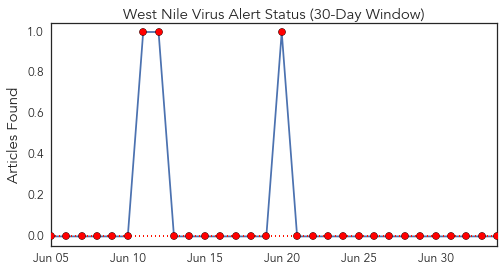 West Nile Virus Alert Status (30-Day Window)
Articles Found
1.0
0.8
0.6
0.4
0.2
0.0
Jun 05 Jun 10 Jun 15 Jun 20 Jun 25 Jun 30